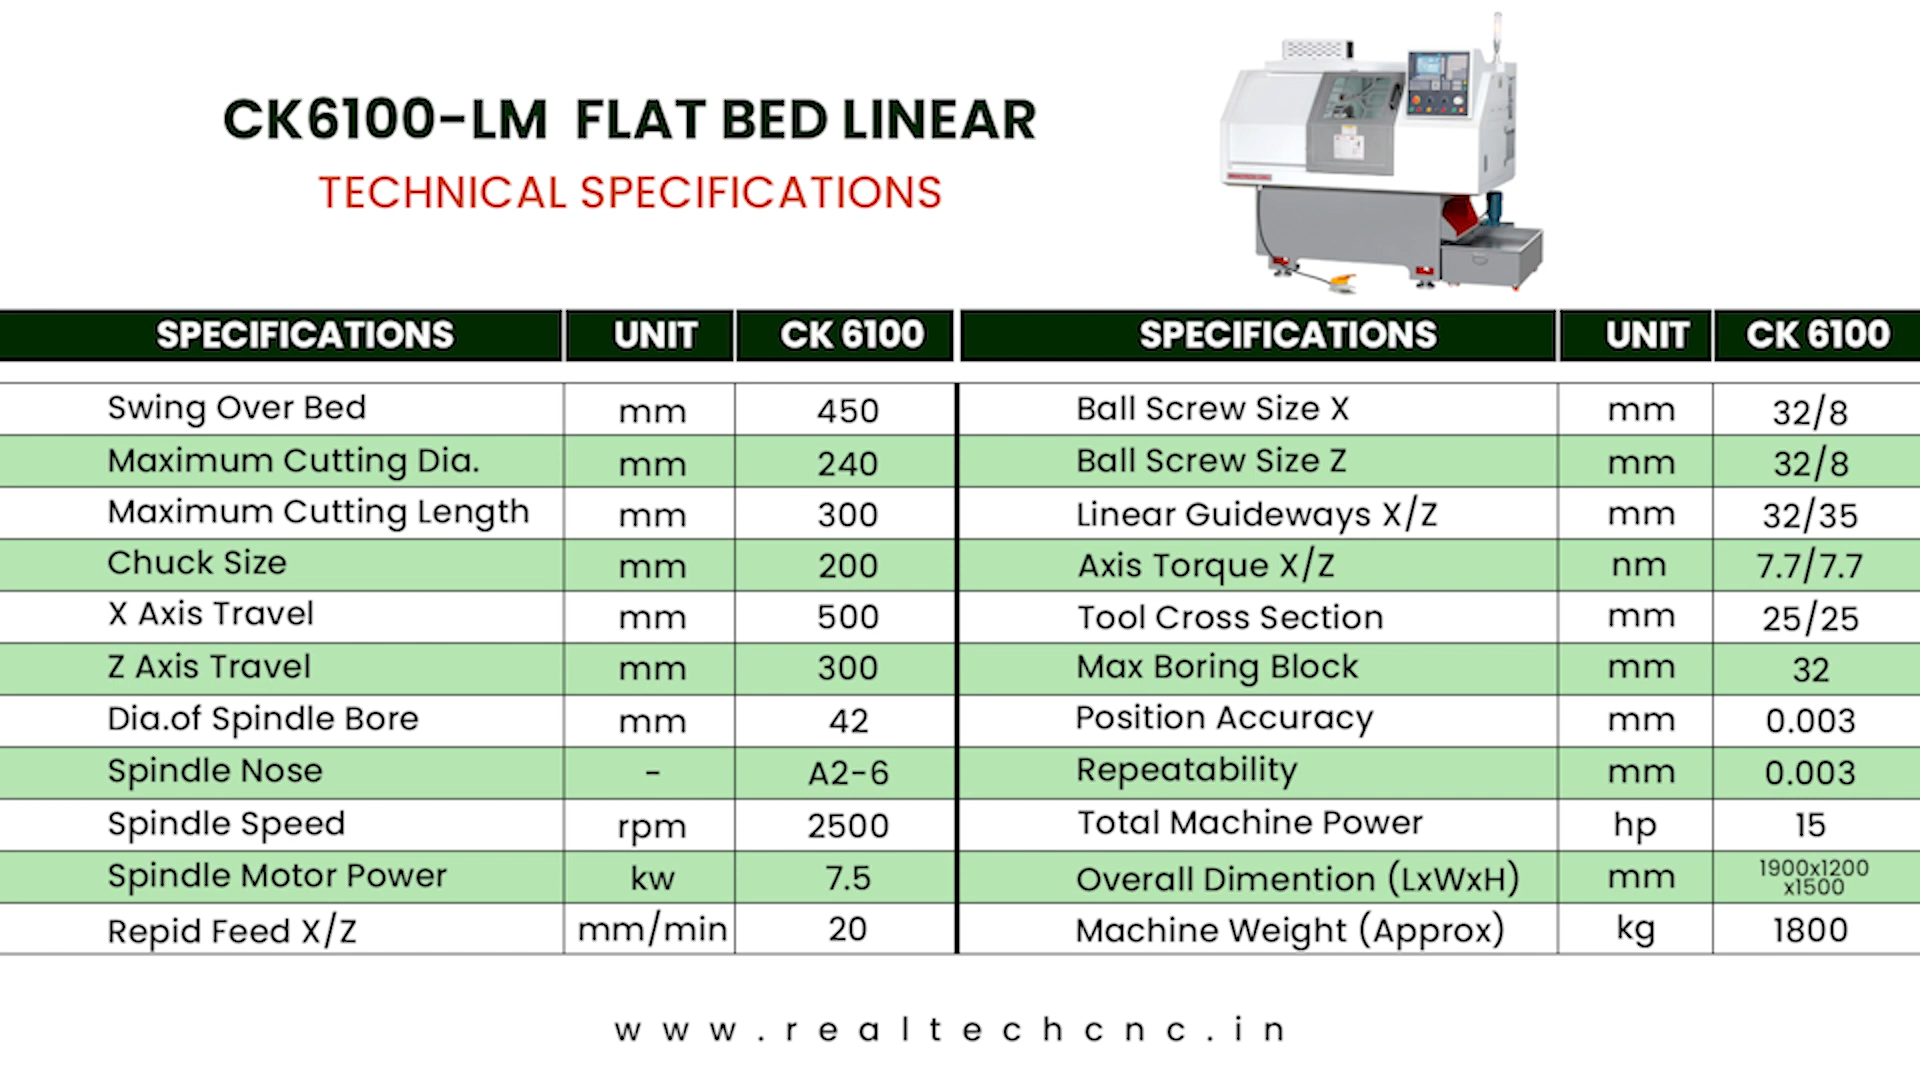 CK6100-LM FLAT BED LINEAR
TECHNICAL SPECIFICATIONS
SPECIFICATIONS UNIT CK 6100 SPECIFICATIONS UNIT CK 6100
Swing Over Bed mm 450 Ball Screw Size X mm 32/8
Maximum Cutting Dia. mm 240 Ball Screw Size Z mm 32/8
Maximum Cutting Length mm 300 Linear Guideways X/Z mm 32/35
Chuck Size mm 200 Axis Torque X/Z nm 7.7/7.7
X Axis Travel mm 500 Tool Cross Section mm 25/25
Z Axis Travel mm 300 Max Boring Block mm 32
Dia.of Spindle Bore mm 42 Position Accuracy mm 0.003
Spindle Nose - A2-6 Repeatability mm 0.003
Spindle Speed rpm 2500 Total Machine Power hp 15
Spindle Motor Power kw 7.5 Overall Dimention (LxWxH) mm 1900x1200
x1500
Repid Feed X/Z mm/min 20 Machine Weight (Approx) kg 1800
www.realtechcnc.in